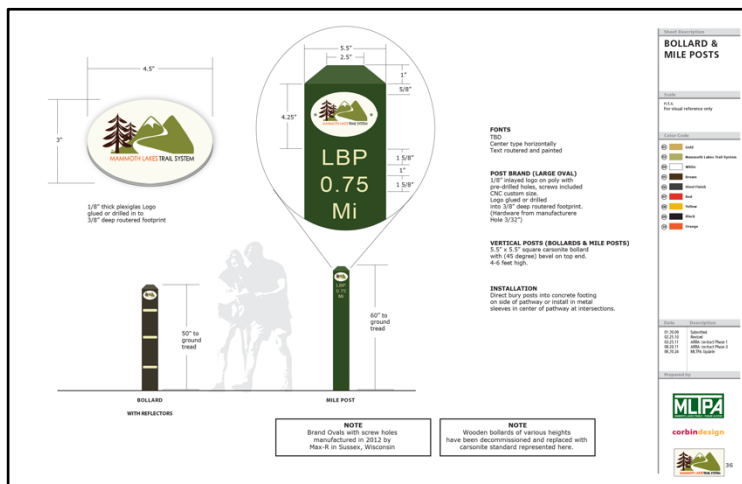 4.5"
3"
MAMMOTH LAKES TRAIL SYSTEM
1/8" thick plexiglas Logo
glued or drilled in to
3/8" deep routered footprint
5.5"
2.5"
1"
5/8"
4.25"
LBP
0.75
Mi
1 5/8"
1"
1 5/8"
FONTS
TBD
Center type horizontally
Text routered and painted
POST BRAND (LARGE OVAL)
1/8" inlayed logo on poly with
pre-drilled holes, screws included
CNC custom size.
Logo glued or drilled
into 3/8" deep routered footprint.
(Hardware from manufacturere
Hole 3/32")
VERTICAL POSTS (BOLLARDS & MILE POSTS)
5.5" x 5.5" square carsonite bollard
with (45 degree) bevel on top end.
4-6 feet high.
INSTALLATION
Direct bury posts into concrete footing
on side of pathway or install in metal
sleeves in center of pathway at intersections.
50" to
ground
tread
LBP
0.75
Mi
60" to
ground
tread
BOLLARD
WITH REFLECTORS
MILE POST
NOTE
Brand Ovals with screw holes
manufactured in 2012 by
Max-R in Sussex, Wisconsin
NOTE
Wooden bollards of various heights
have been decommissioned and replaced with
carsonite standard represented here.
Sheet Description
BOLLARD &
MILE POSTS
Scale
n.t.s.
For visual reference only
Color Code
Gold
Mammoth Lakes Trail System
White
Brown
Steel Finish
Red
Yellow
Black
Orange
Date Description
Submitted
Revised
MLTPA Update
Prepared by
MLTPA
corbindesign
36